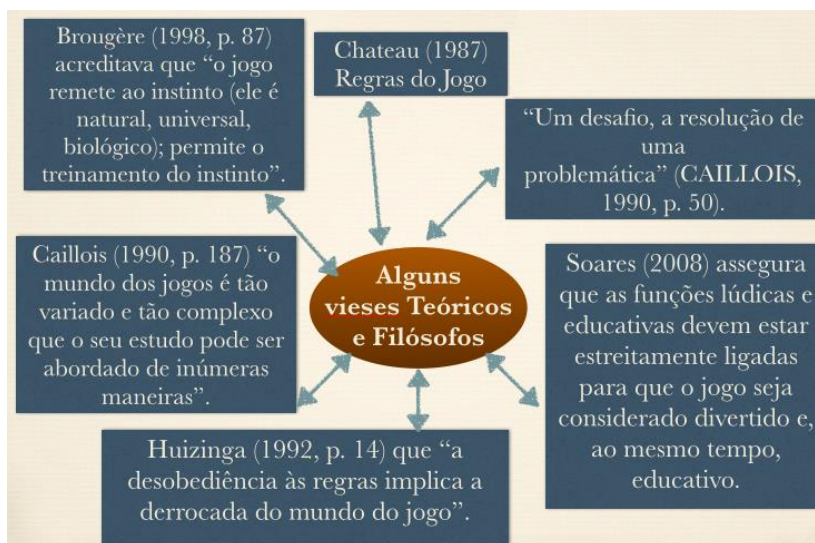 Brougère (1998, p. 87)
acreditava que “o jogo
remete ao instinto (ele é
natural, universal,
biológico); permite o
treinamento do instinto”.
Chateau (1987)
Regras do Jogo
“Um desafio, a resolução de
uma
problemática” (CAILLOIS,
1990, p. 50).
Caillois (1990, p. 187) “o
mundo dos jogos é tão
variado e tão complexo
que o seu estudo pode ser
abordado de inúmeras
maneiras”.
Alguns
vieses Teóricos
e Filósofos
Soares (2008) assegura
que as funções lúdicas e
educativas devem estar
estreitamente ligadas
para que o jogo seja
considerado divertido e,
ao mesmo tempo,
educativo.
Huizinga (1992, p. 14) que “a
desobediência às regras implica a
derrocada do mundo do jogo”.